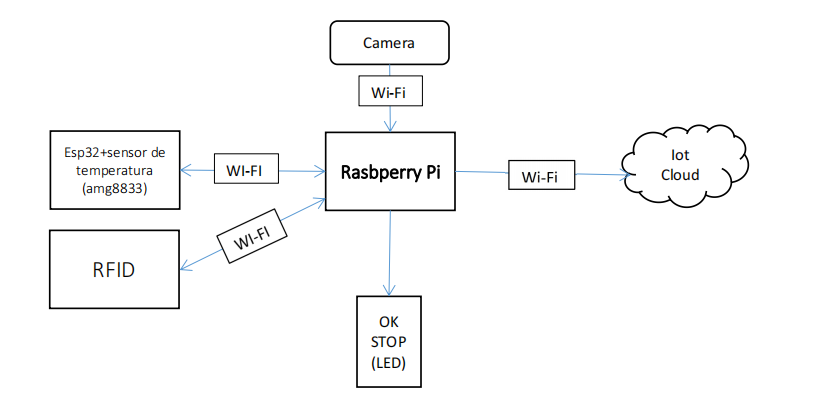 Camera
Wi-Fi
Esp32+sensor de
temperatura
(amg8833)
WI-FI
Rasbperry Pi
Wi-Fi
Iot
Cloud
WI-FI
RFID
OK
STOP
(LED)